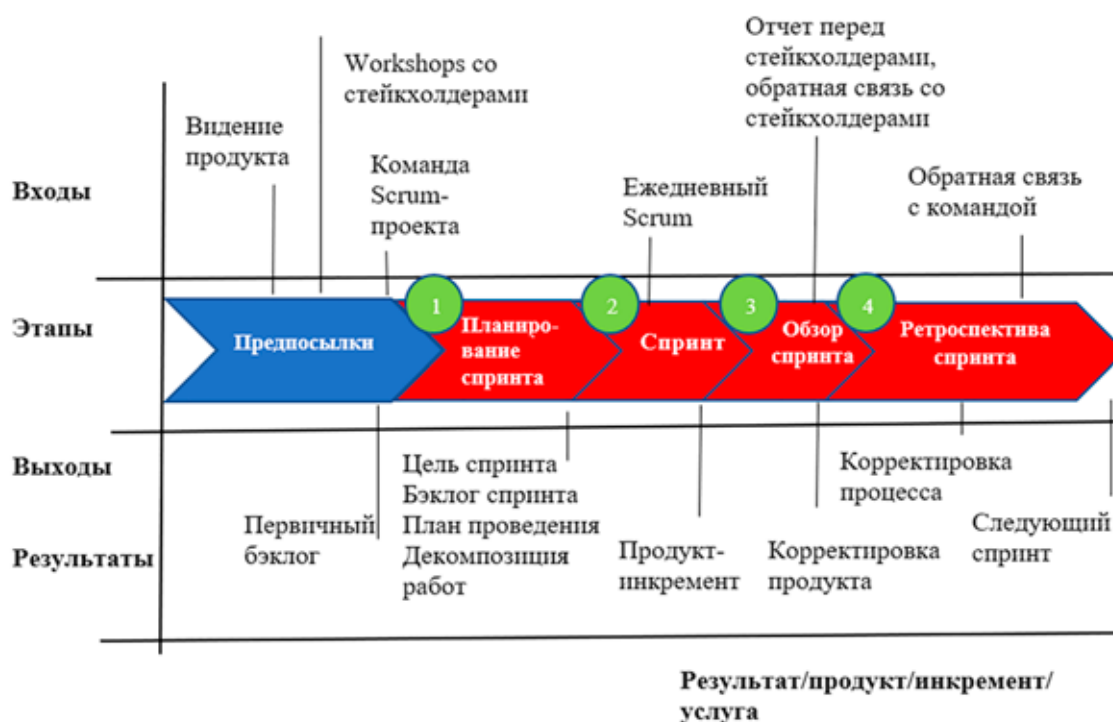 Workshops со
стейкхолдерами
Отчет перед
стейкхолдерами,
обратная связь со
стейкхолдерами
Видение
продукта
Команда
Scrum-
проекта
Ежедневный
Scrum
Обратная связь
с командой
Входы
1
2
3
4
Этапы
Предпосылки
Планиро-
вание
спринта
Спринт
Обзор
спринта
Ретроспектива
спринта
Выходы
Результаты
Первичный
бэклог
Цель спринта
Бэклог спринта
План проведения
Декомпозиция
работ
Продукт-
инкремент
Корректировка
продукта
Корректировка
процесса
Следующий
спринт
Результат/продукт/инкремент/
услуга